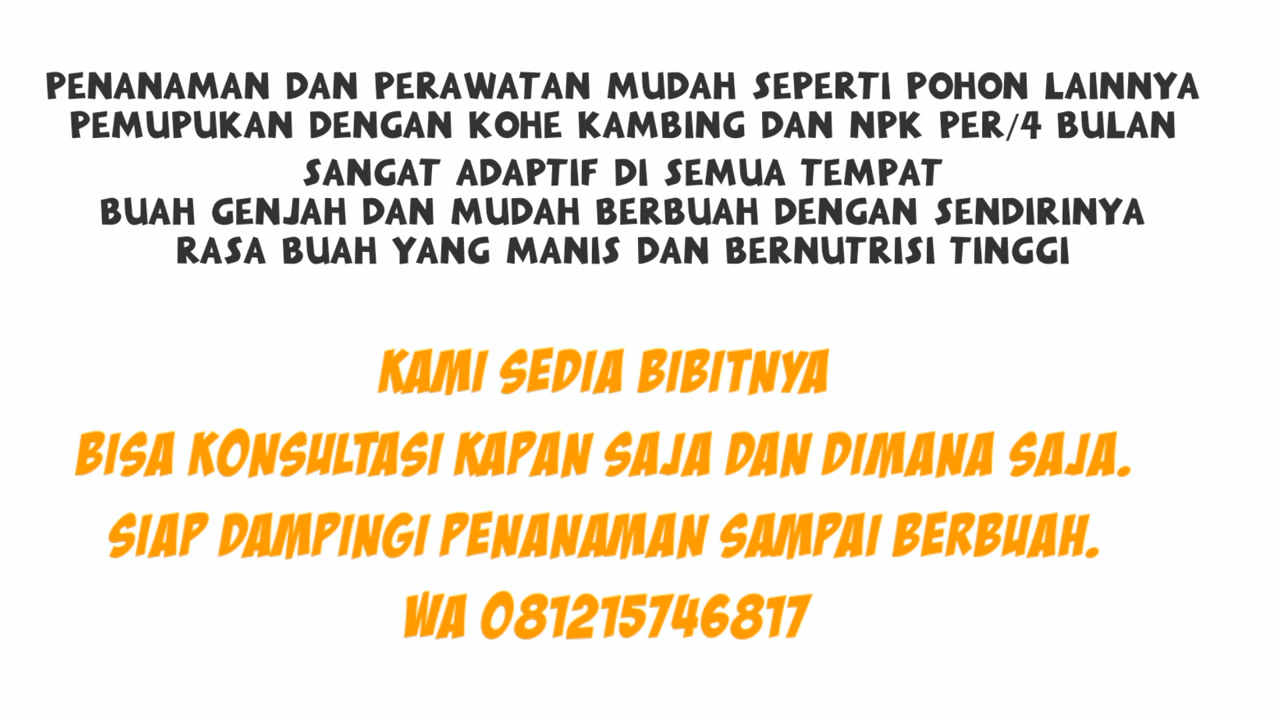 PENANAMAN DAN PERAWATAN MUDAH SEPERTI POHON LAINNYA
PEMUPUKAN DENGAN KOHE KAMBING DAN NPK PER/4 BULAN
SANGAT ADAPTIF DI SEMUA TEMPAT
BUAH GENJAH DAN MUDAH BERBUAH DENGAN SENDIRINYA
RASA BUAH YANG MANIS DAN BERNUTRISI TINGGI
KAMI SEDIA BIBITNYA
BISA KONSULTASI KAPAN SAJA DAN DIMANA SAJA.
SIAP DAMPINGI PENANAMAN SAMPAI BERBUAH.
WA 081215746817